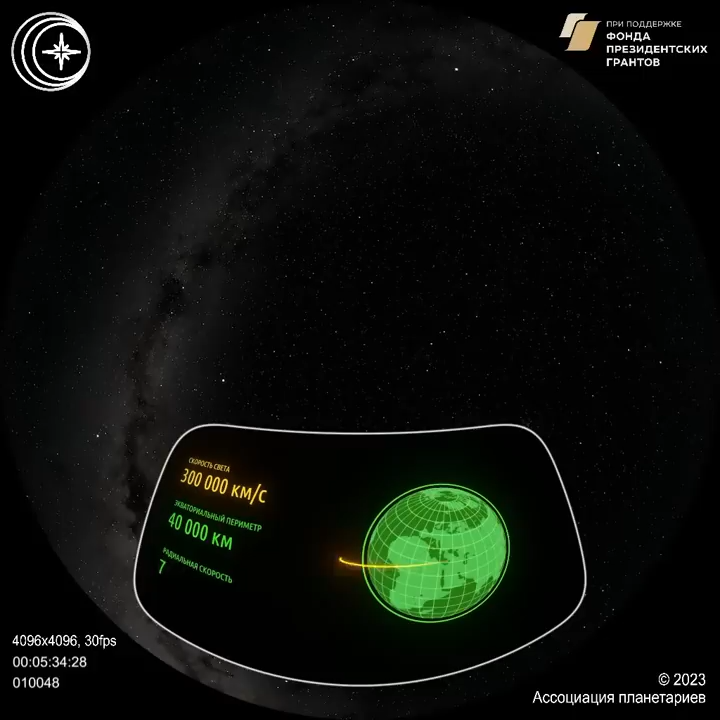 ПРИ ПОДДЕРЖКЕ
ФОНДА
ПРЕЗИДЕНТСКИХ
ГРАНТОВ
СКОРОСТЬ СВЕТА
300 000 км/с
ЭКВАТОРИАЛЬНЫЙ ПЕРИМЕТР
40 000 км
РАДИАЛЬНАЯ СКОРОСТЬ
7
4096x4096, 30fps
00:05:34:28
010048
© 2023
Ассоциация планетариев